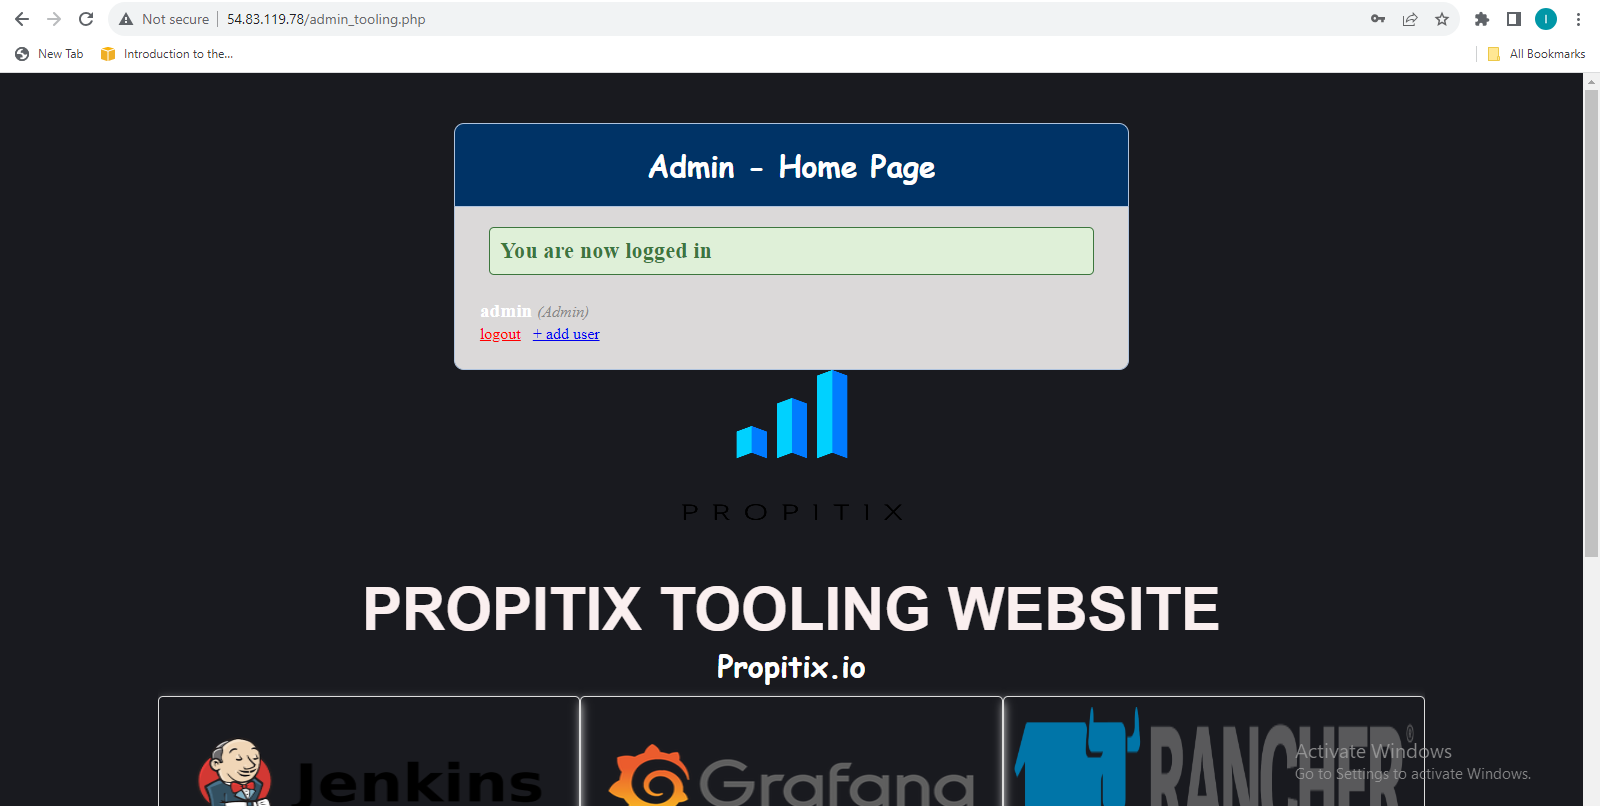 Not secure | 54.83.119.78/admin_tooling.php
I
New Tab Introduction to the... All Bookmarks
Admin - Home Page
You are now logged in
admin (Admin)
logout + add user
PROPITIX
PROPITIX TOOLING WEBSITE
Propitix.io
Jenkins Grafana RANCHER®
Activate Windows
Go to Settings to activate Windows.